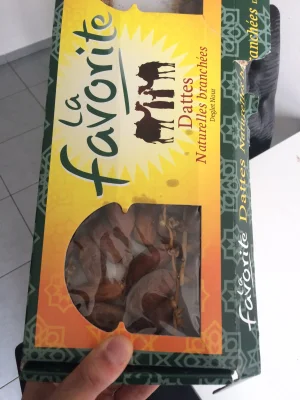 La
favorite
Dattes
Naturelles branchées
Deglet Nour
La
favorite
Dattes